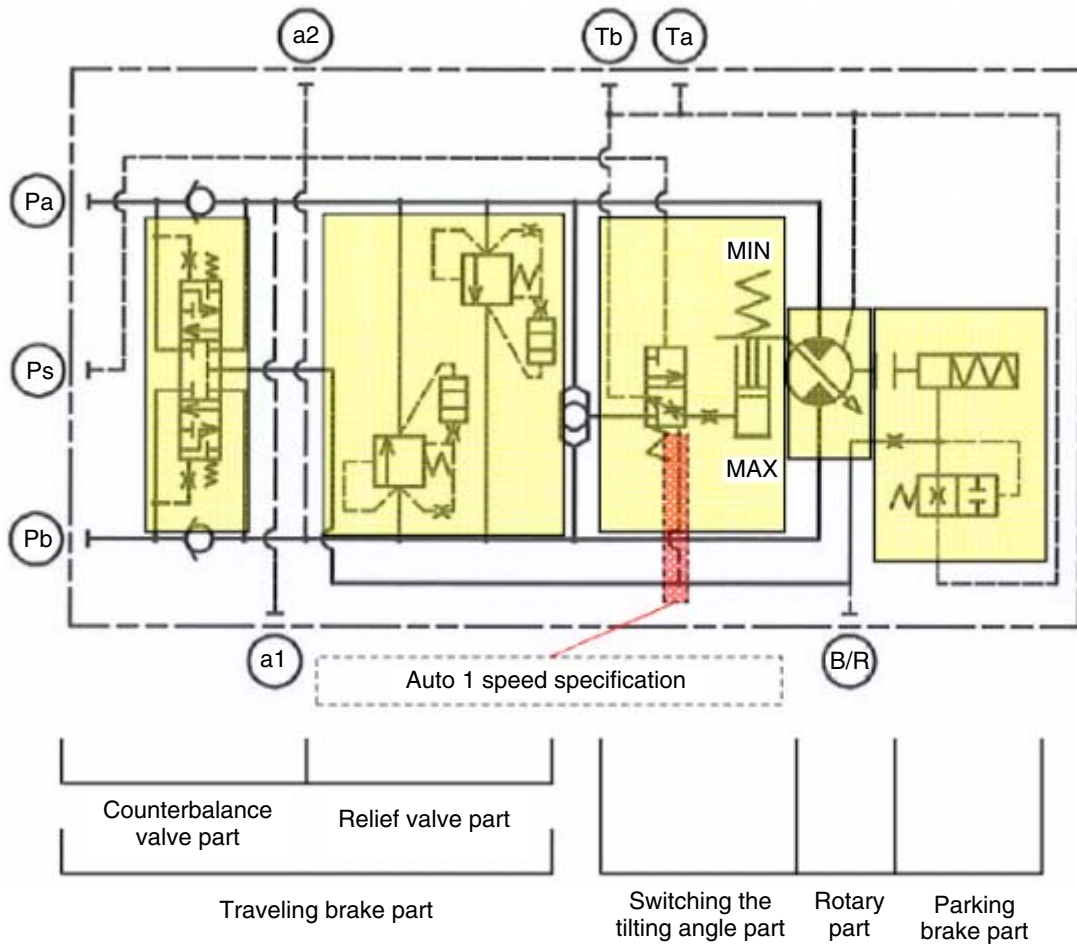 a2
Tb
Ta
Pa
MIN
Ps
MAX
Pb
a1
B/R
Auto 1 speed specification
Counterbalance
valve part
Relief valve part
Traveling brake part
Switching the
tilting angle part
Rotary
part
Parking
brake part